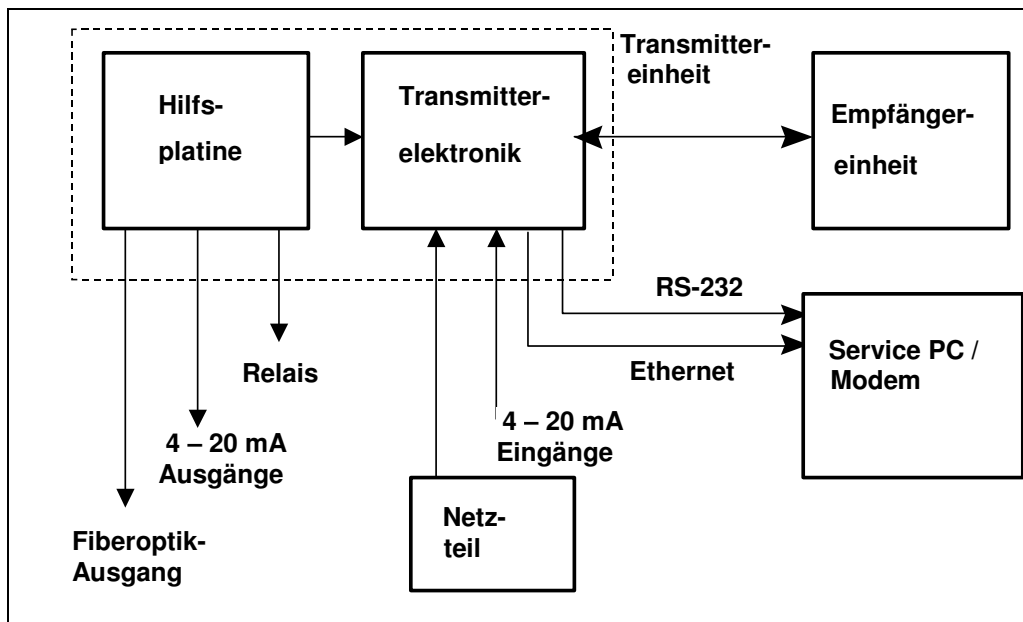 Transmitter-
einheit
Hilfs-
platine
Transmitter-
elektronik
Empfänger-
einheit
RS-232
Ethernet
Service PC /
Modem
Relais
4 – 20 mA
Ausgänge
4 – 20 mA
Eingänge
Netz-
teil
Fiberoptik-
Ausgang